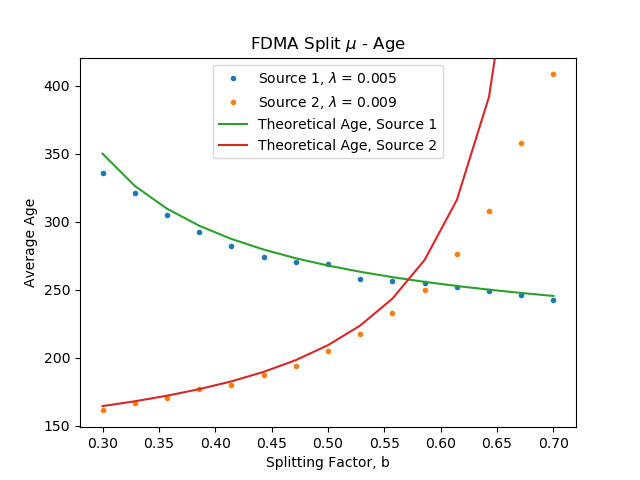 FDMA Split μ - Age
Source 1, λ = 0.005
Source 2, λ = 0.009
Theoretical Age, Source 1
Theoretical Age, Source 2
Average Age
400
350
300
250
200
150
0.30 0.35 0.40 0.45 0.50 0.55 0.60 0.65 0.70
Splitting Factor, b